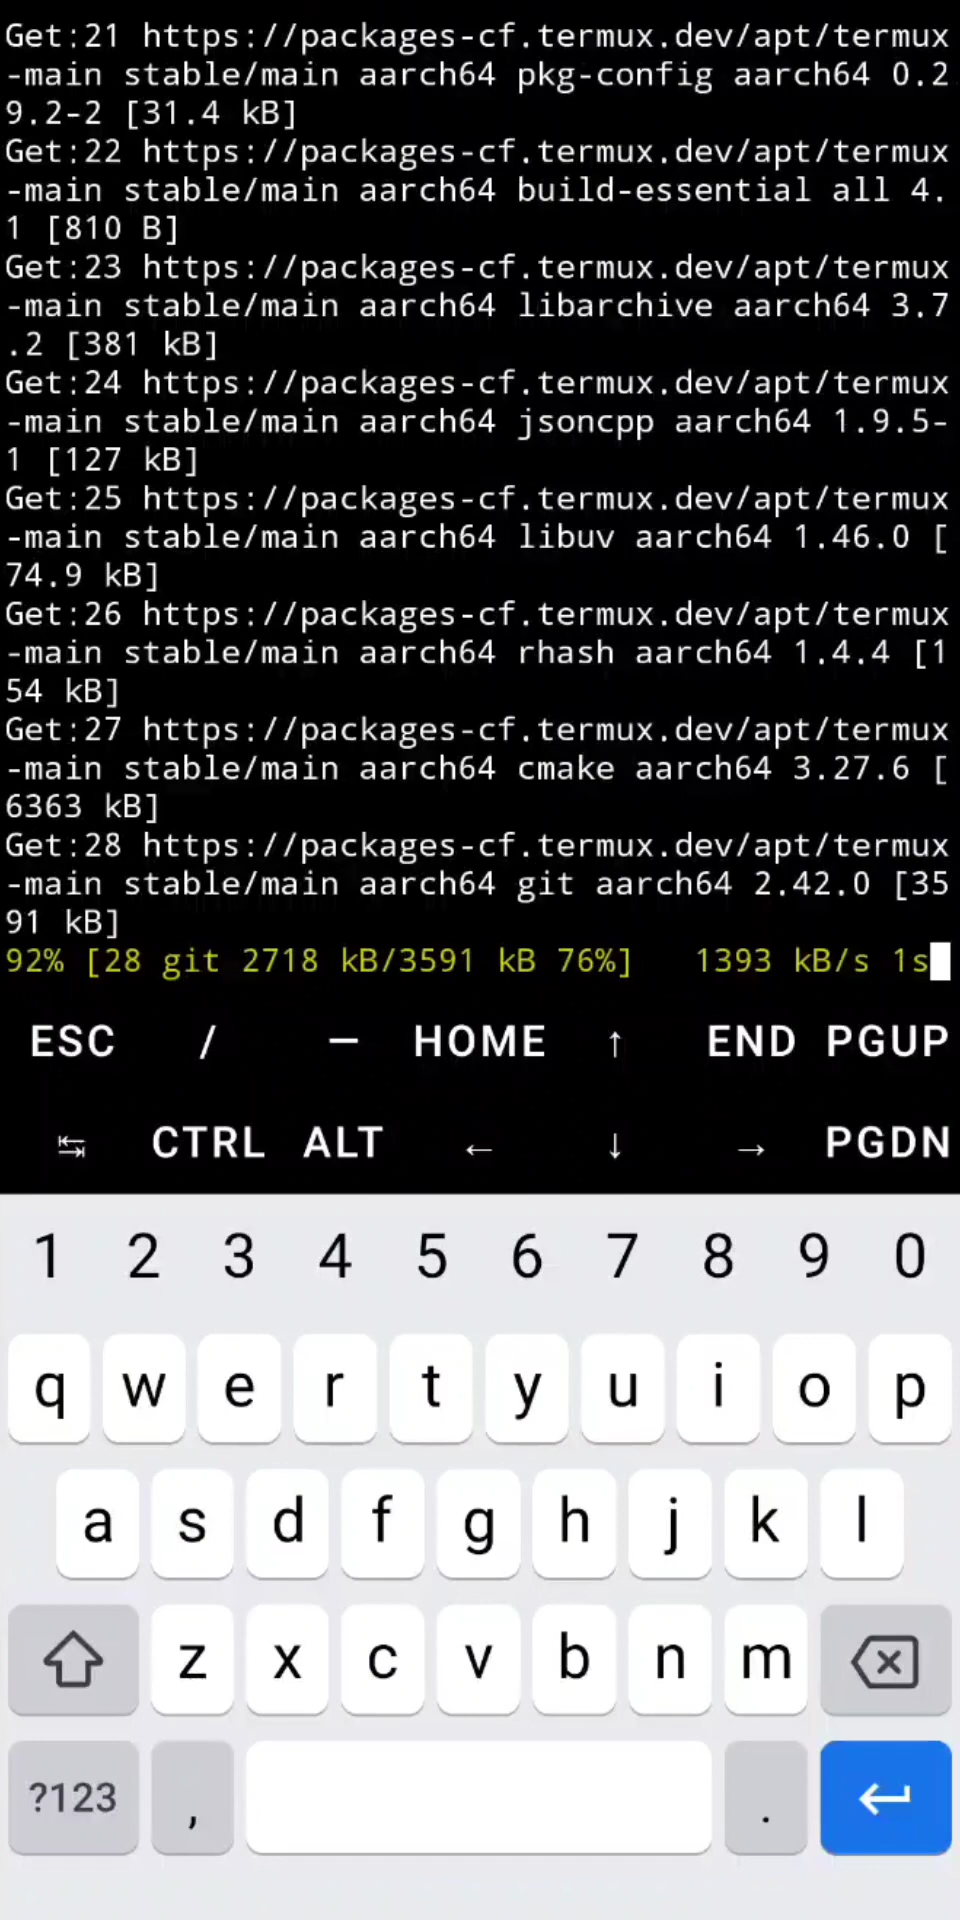 Get:21 https://packages-cf.termux.dev/apt/termux
-main stable/main aarch64 pkg-config aarch64 0.2
9.2-2 [31.4 kB]
Get:22 https://packages-cf.termux.dev/apt/termux
-main stable/main aarch64 build-essential all 4.
1 [810 B]
Get:23 https://packages-cf.termux.dev/apt/termux
-main stable/main aarch64 libarchive aarch64 3.7
.2 [381 kB]
Get:24 https://packages-cf.termux.dev/apt/termux
-main stable/main aarch64 jsoncpp aarch64 1.9.5-
1 [127 kB]
Get:25 https://packages-cf.termux.dev/apt/termux
-main stable/main aarch64 libuv aarch64 1.46.0 [
74.9 kB]
Get:26 https://packages-cf.termux.dev/apt/termux
-main stable/main aarch64 rhash aarch64 1.4.4 [1
54 kB]
Get:27 https://packages-cf.termux.dev/apt/termux
-main stable/main aarch64 cmake aarch64 3.27.6 [
6363 kB]
Get:28 https://packages-cf.termux.dev/apt/termux
-main stable/main aarch64 git aarch64 2.42.0 [35
91 kB]
92% [28 git 2718 kB/3591 kB 76%] 1393 kB/s 1s
ESC / — HOME ↑ END PGUP
↹ CTRL ALT ← ↓ → PGDN
1 2 3 4 5 6 7 8 9 0
q w e r t y u i o p
a s d f g h j k l
z x c v b n m
?123 , .